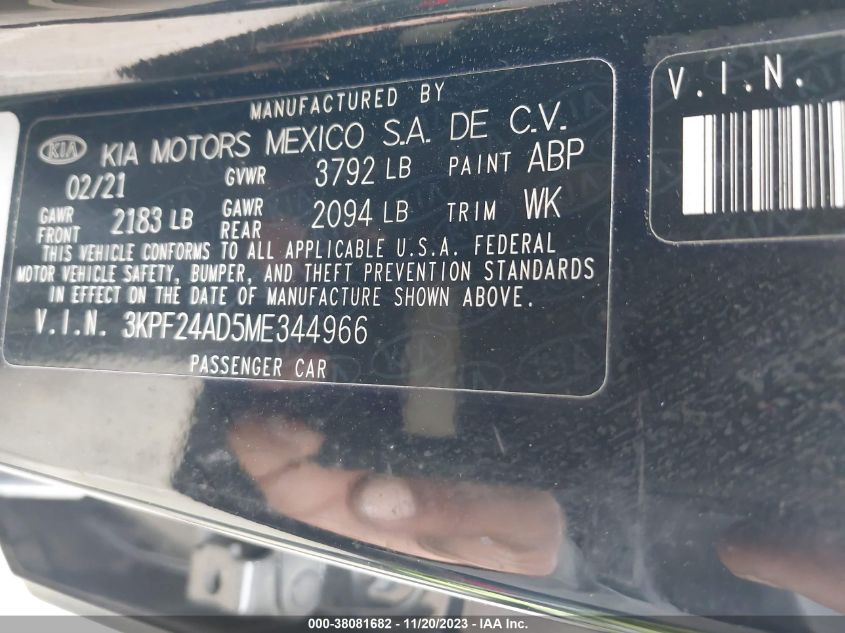 MANUFACTURED BY
KIA KIA MOTORS MEXICO S.A. DE C.V.
02/21 GVWR 3792 LB PAINT ABP
GAWR FRONT 2183 LB GAWR REAR 2094 LB TRIM WK
THIS VEHICLE CONFORMS TO ALL APPLICABLE U.S.A. FEDERAL
MOTOR VEHICLE SAFETY, BUMPER, AND THEFT PREVENTION STANDARDS
IN EFFECT ON THE DATE OF MANUFACTURE SHOWN ABOVE.
V.I.N. 3KPF24AD5ME344966
PASSENGER CAR
V.I.N.
000-38081682 - 11/20/2023 - IAA Inc.